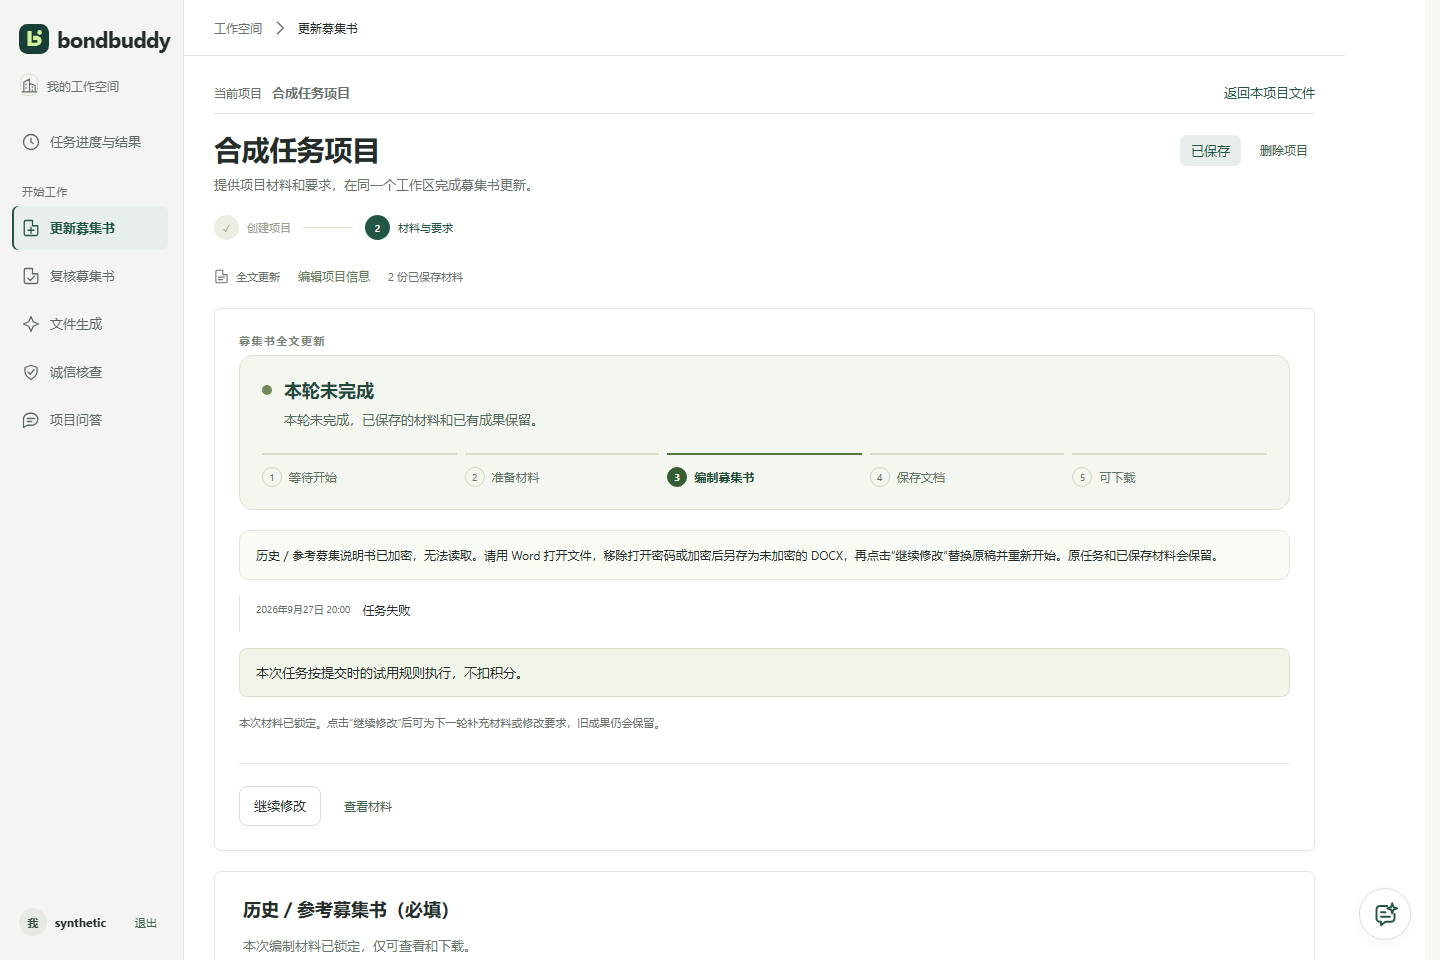 bondbuddy
我的工作空间
任务进度与结果
开始工作
更新募集书
复核募集书
文件生成
诚信核查
项目问答
我 synthetic 退出
工作空间 更新募集书
当前项目 合成任务项目 返回本项目文件
合成任务项目 已保存 删除项目
提供项目材料和要求，在同一个工作区完成募集书更新。
✓ 创建项目 2 材料与要求
全文更新 编辑项目信息 2 份已保存材料
募集书全文更新
本轮未完成
本轮未完成，已保存的材料和已有成果保留。
1 等待开始 2 准备材料 3 编制募集书 4 保存文档 5 可下载
历史 / 参考募集说明书已加密，无法读取。请用 Word 打开文件，移除打开密码或加密后另存为未加密的 DOCX，再点击“继续修改”替换原稿并重新开始。原任务和已保存材料会保留。
2026年9月27日 20:00 任务失败
本次任务按提交时的试用规则执行，不扣积分。
本次材料已锁定。点击“继续修改”后可为下一轮补充材料或修改要求，旧成果仍会保留。
继续修改 查看材料
历史 / 参考募集书（必填）
本次编制材料已锁定，仅可查看和下载。